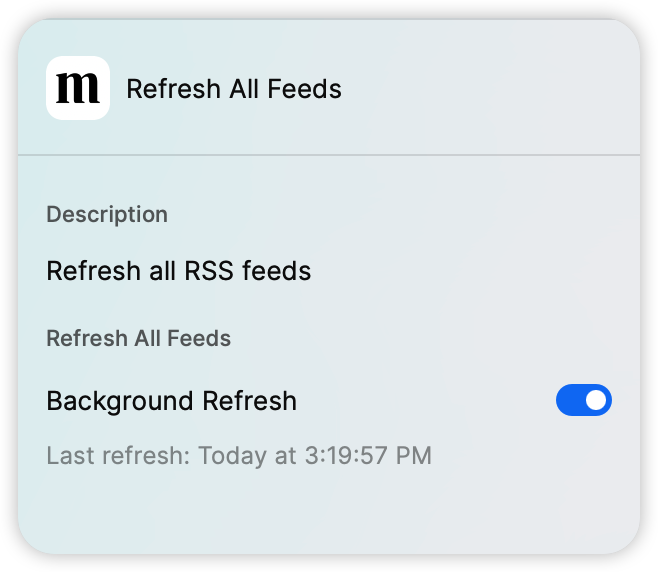 m Refresh All Feeds
Description
Refresh all RSS feeds
Refresh All Feeds
Background Refresh
Last refresh: Today at 3:19:57 PM